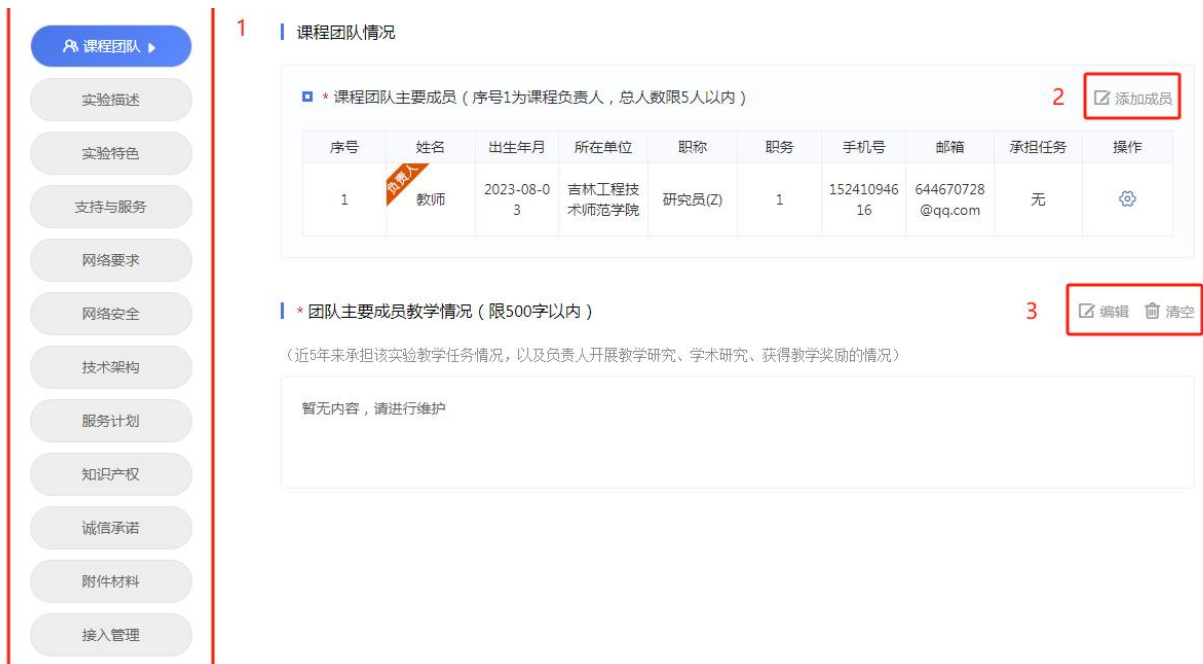 课程团队
实验描述
实验特色
支持与服务
网络要求
网络安全
技术架构
服务计划
知识产权
诚信承诺
附件材料
接入管理
1
课程团队情况
* 课程团队主要成员（序号1为课程负责人，总人数限5人以内）
2
添加成员
序号 姓名 出生年月 所在单位 职称 职务 手机号 邮箱 承担任务 操作
负责人
1 教师 2023-08-0 吉林工程技 研究员(Z) 1 152410946 644670728 无
3 术师范学院 16 @qq.com
* 团队主要成员教学情况（限500字以内）
3
编辑 清空
（近5年来承担该实验教学任务情况，以及负责人开展教学研究、学术研究、获得教学奖励的情况）
暂无内容，请进行维护